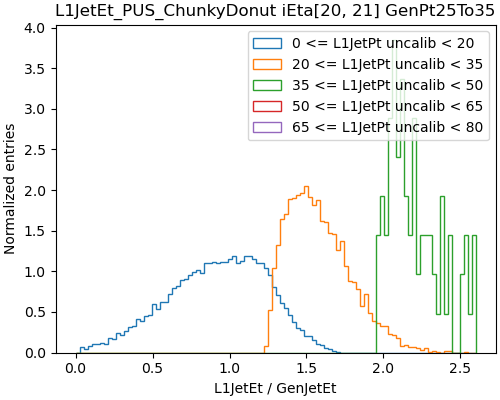 L1JetEt_PUS_ChunkyDonut iEta[20, 21] GenPt25To35
4.0
3.5
3.0
2.5
2.0
1.5
1.0
0.5
0.0
Normalized entries
0 <= L1JetPt uncalib < 20
20 <= L1JetPt uncalib < 35
35 <= L1JetPt uncalib < 50
50 <= L1JetPt uncalib < 65
65 <= L1JetPt uncalib < 80
0.0 0.5 1.0 1.5 2.0 2.5
L1JetEt / GenJetEt